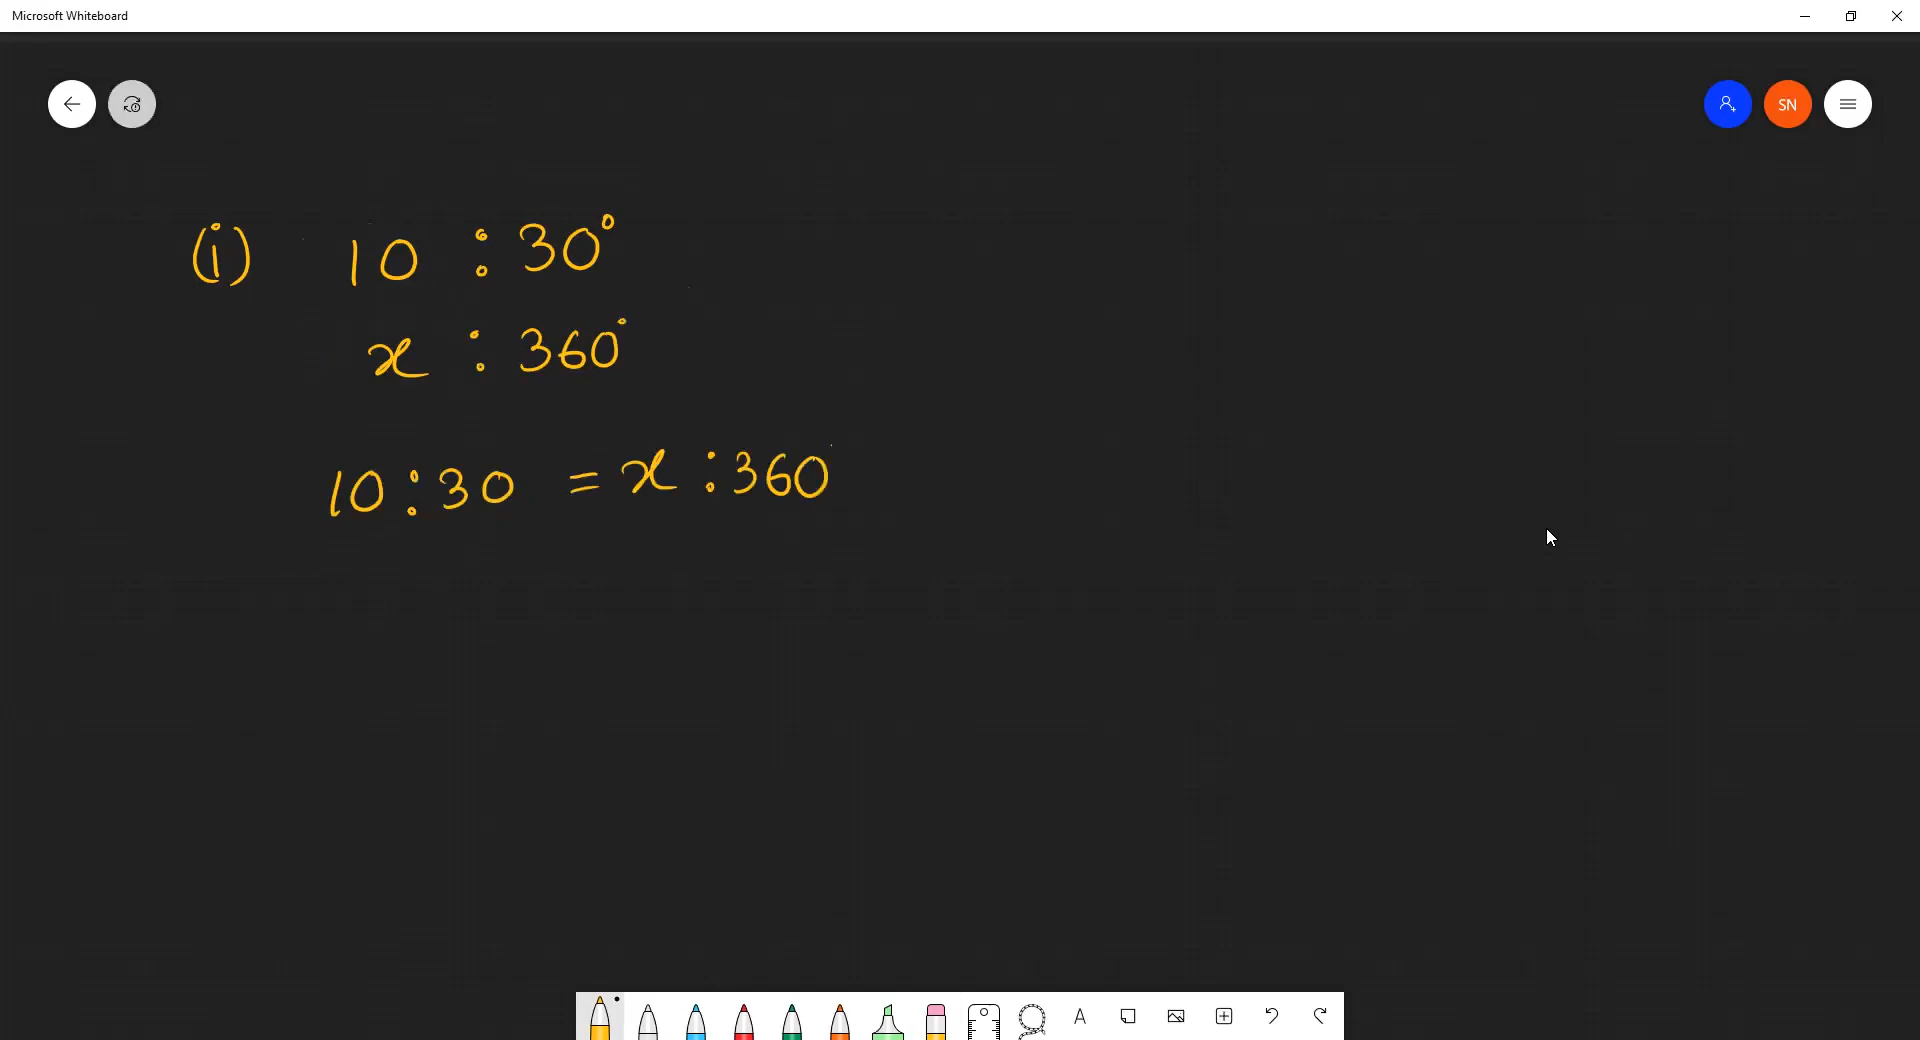 Microsoft Whiteboard
SN
(i) 10 : 30°
x : 360°
10 : 30 = x : 360
A